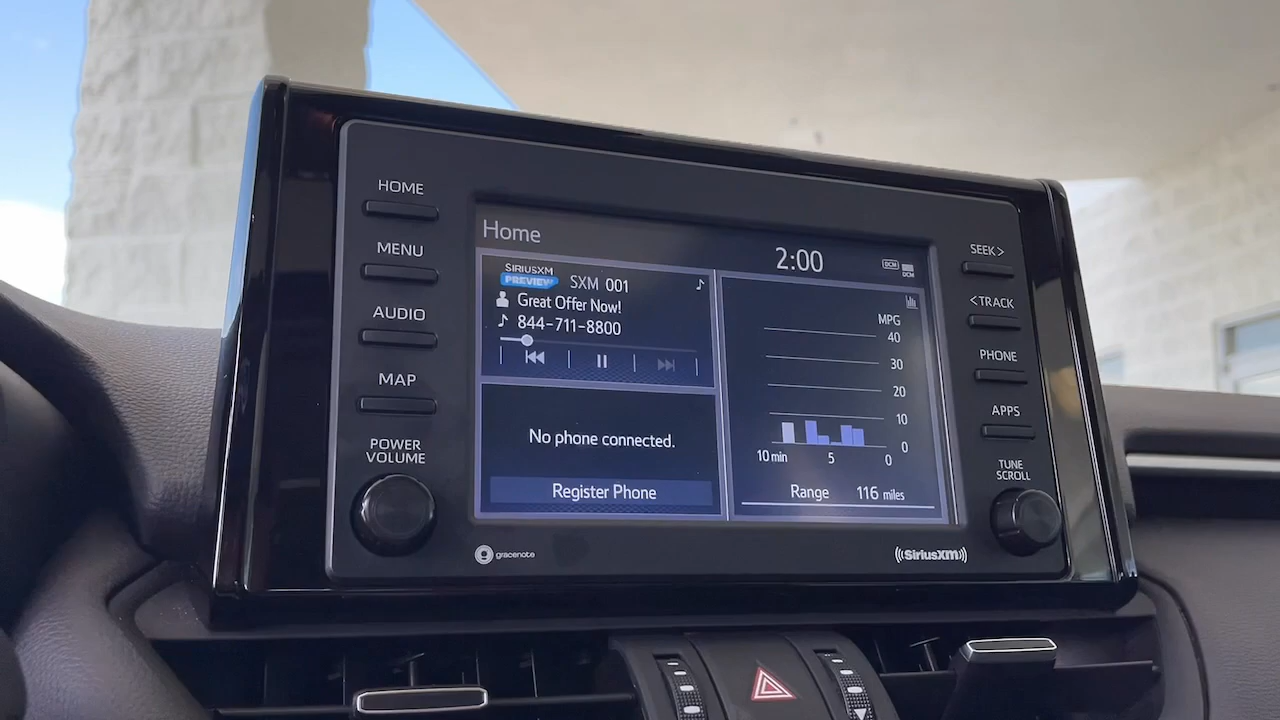 HOME
MENU
AUDIO
MAP
POWER
VOLUME
Home
2:00
DCM
DCM
SIRIUSXM
PREVIEW
SXM 001
Great Offer Now!
844-711-8800
No phone connected.
Register Phone
MPG
40
30
20
10
0
10 min
5
0
Range 116 miles
SEEK>
<TRACK
PHONE
APPS
TUNE
SCROLL
gracenote
SiriusXM